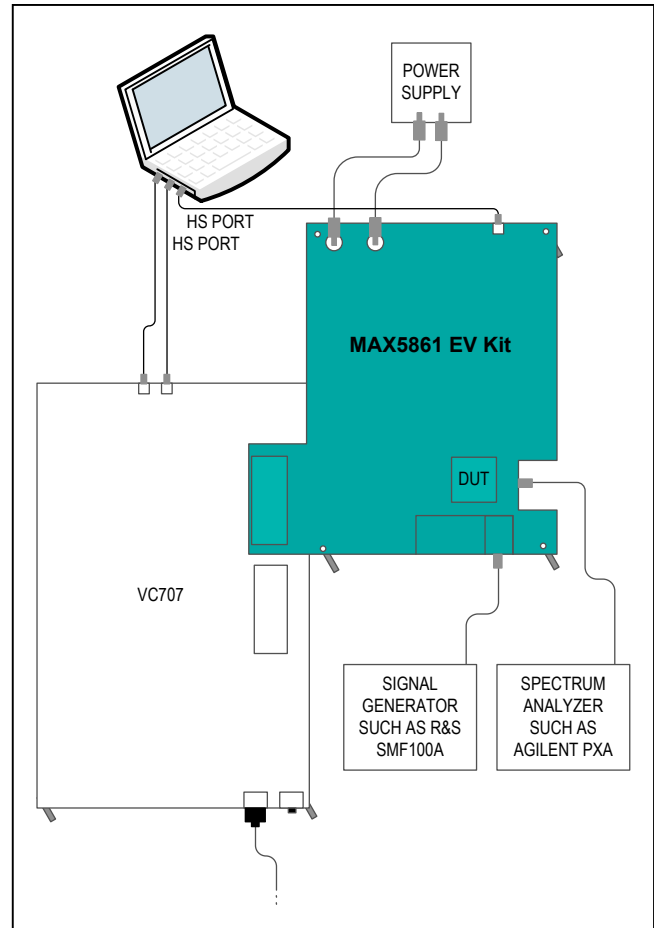 POWER
SUPPLY
HS PORT
HS PORT
MAX5861 EV Kit
DUT
VC707
SIGNAL
GENERATOR
SUCH AS R&S
SMF100A
SPECTRUM
ANALYZER
SUCH AS
AGILENT PXA